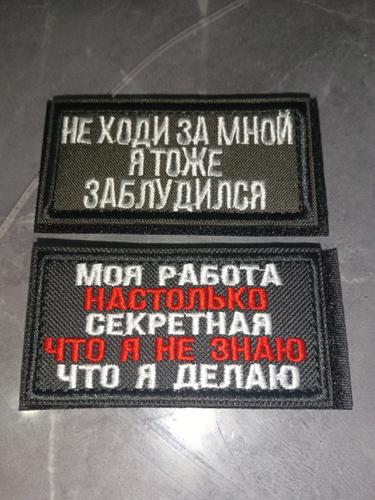 НЕ ХОДИ ЗА МНОЙ
Я ТОЖЕ
ЗАБЛУДИЛСЯ
МОЯ РАБОТА
НАСТОЛЬКО
СЕКРЕТНАЯ
ЧТО Я НЕ ЗНАЮ
ЧТО Я ДЕЛАЮ